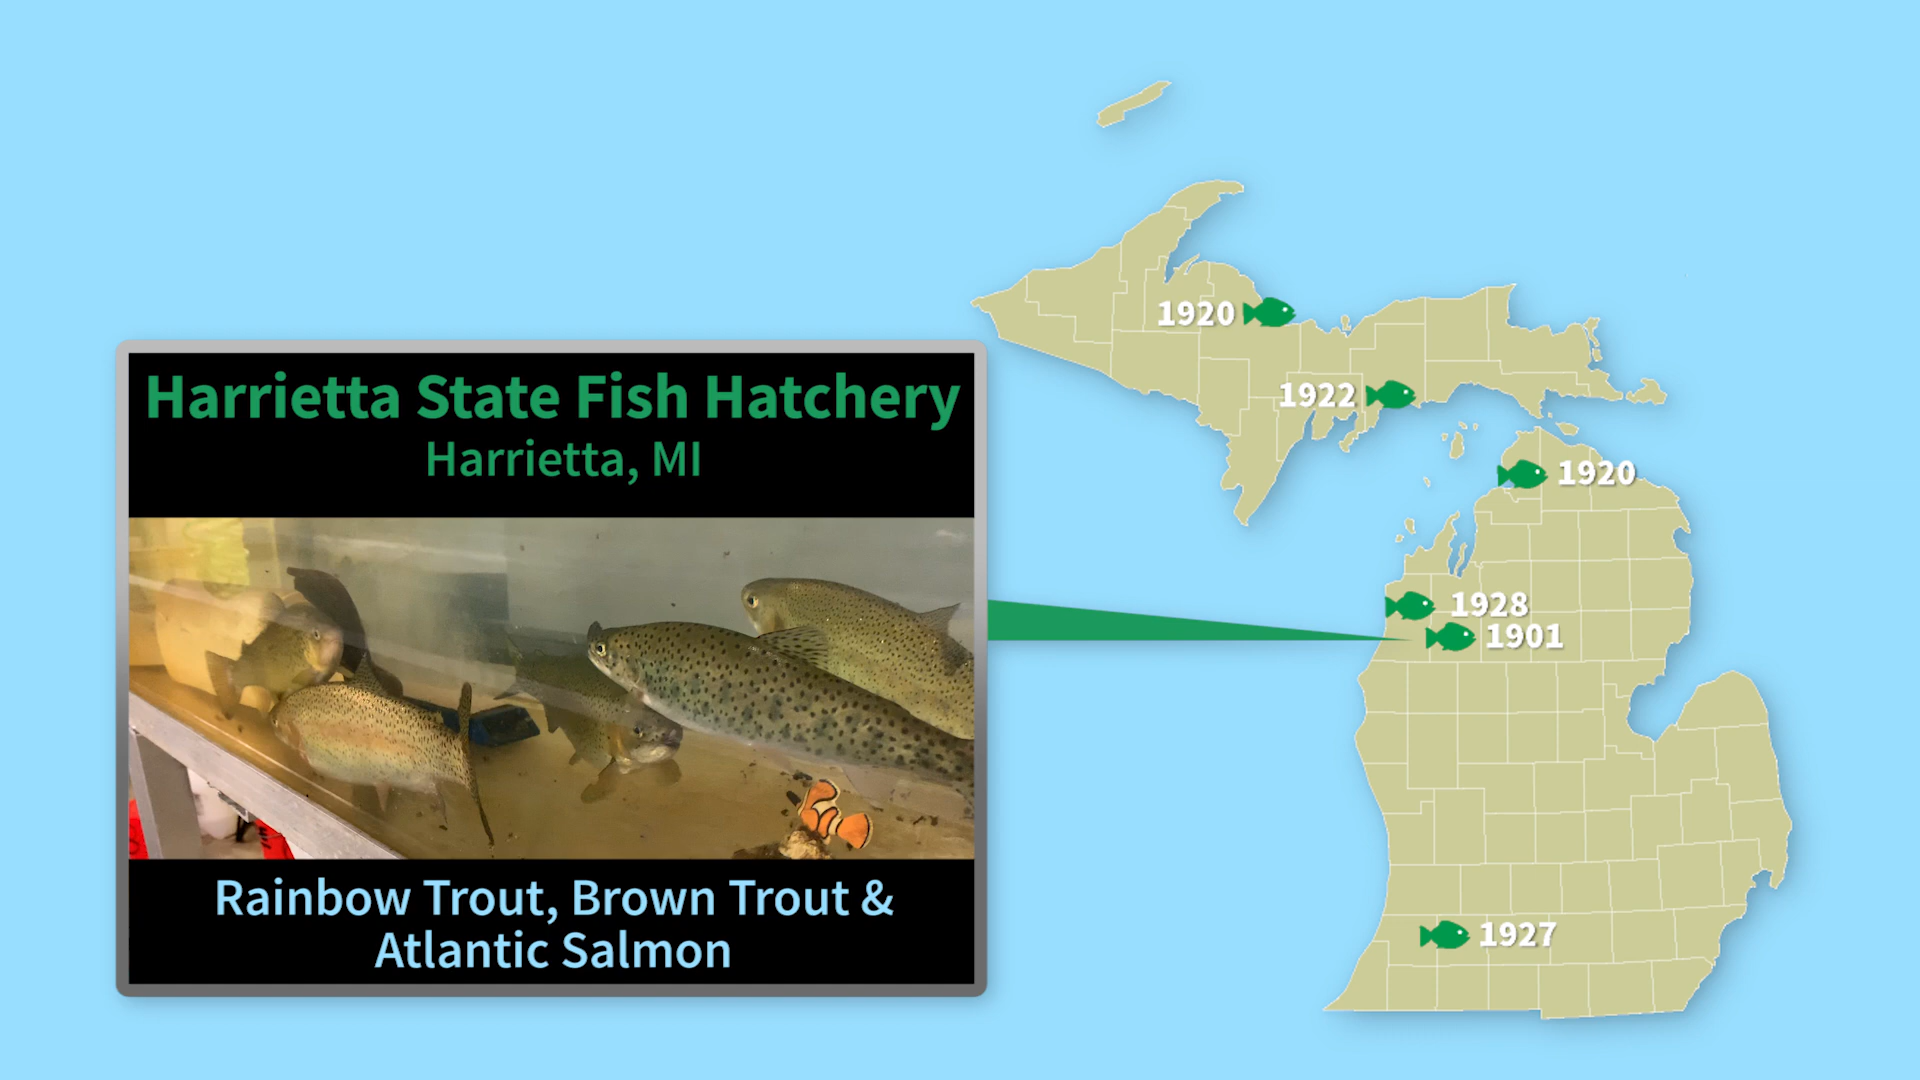 Harrietta State Fish Hatchery
Harrietta, MI
Rainbow Trout, Brown Trout &
Atlantic Salmon
1920
1922
1920
1928
1901
1927